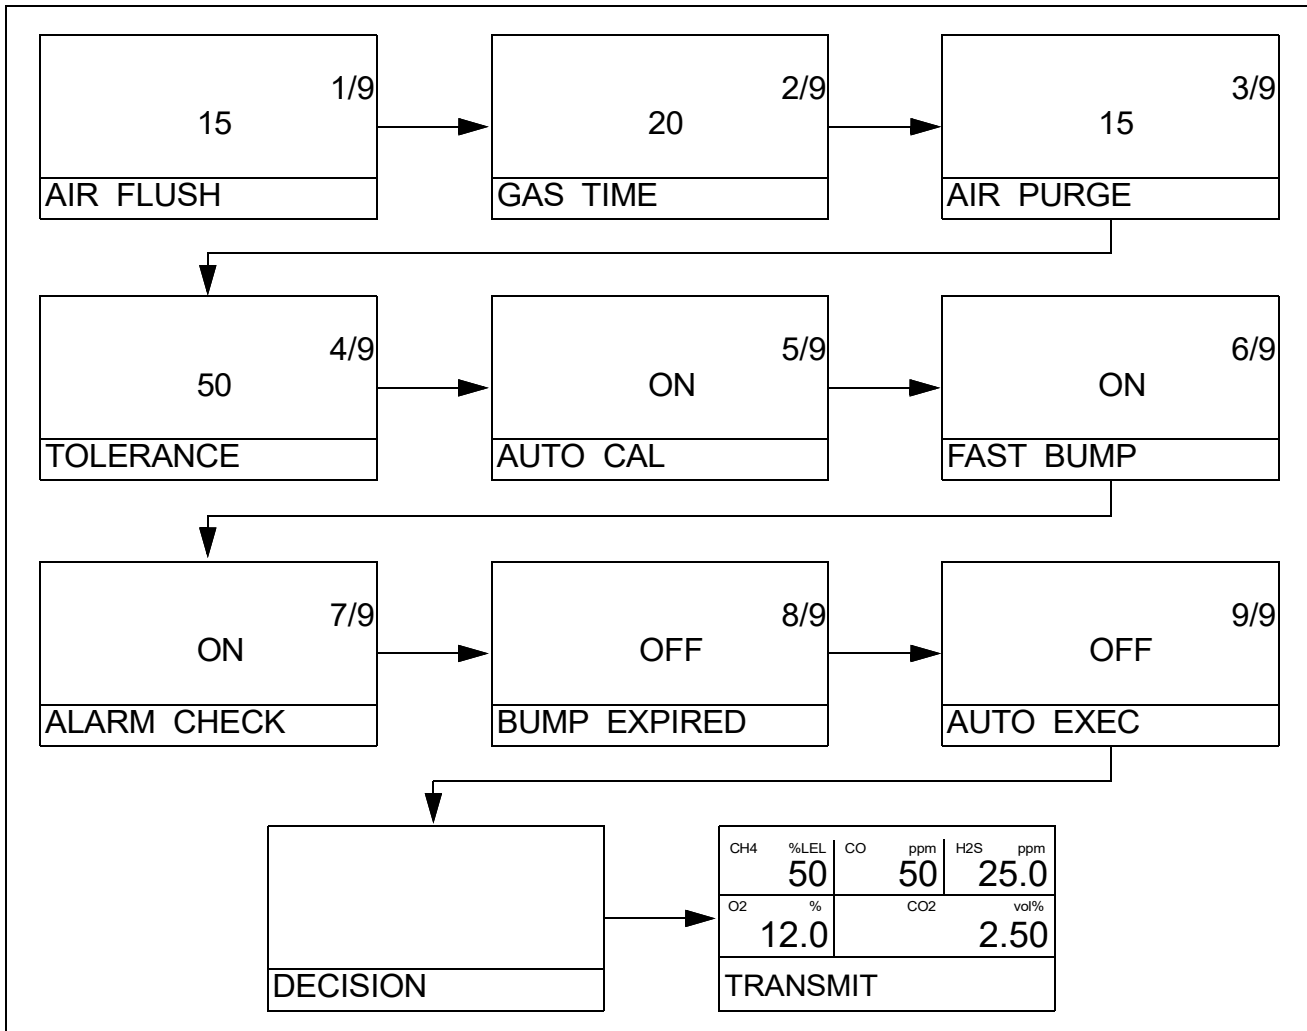 1/9
15
AIR FLUSH
2/9
20
GAS TIME
3/9
15
AIR PURGE
4/9
50
TOLERANCE
5/9
ON
AUTO CAL
6/9
ON
FAST BUMP
7/9
ON
ALARM CHECK
8/9
OFF
BUMP EXPIRED
9/9
OFF
AUTO EXEC
DECISION
CH4 %LEL CO ppm H2S ppm
50 50 25.0
O2 % CO2 vol%
12.0 2.50
TRANSMIT